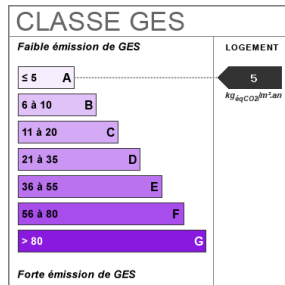 CLASSE GES
Faible émission de GES
LOGEMENT
≤ 5 A
5
6 à 10 B
kgéqCO2/m².an
11 à 20 C
21 à 35 D
36 à 55 E
56 à 80 F
> 80 G
Forte émission de GES